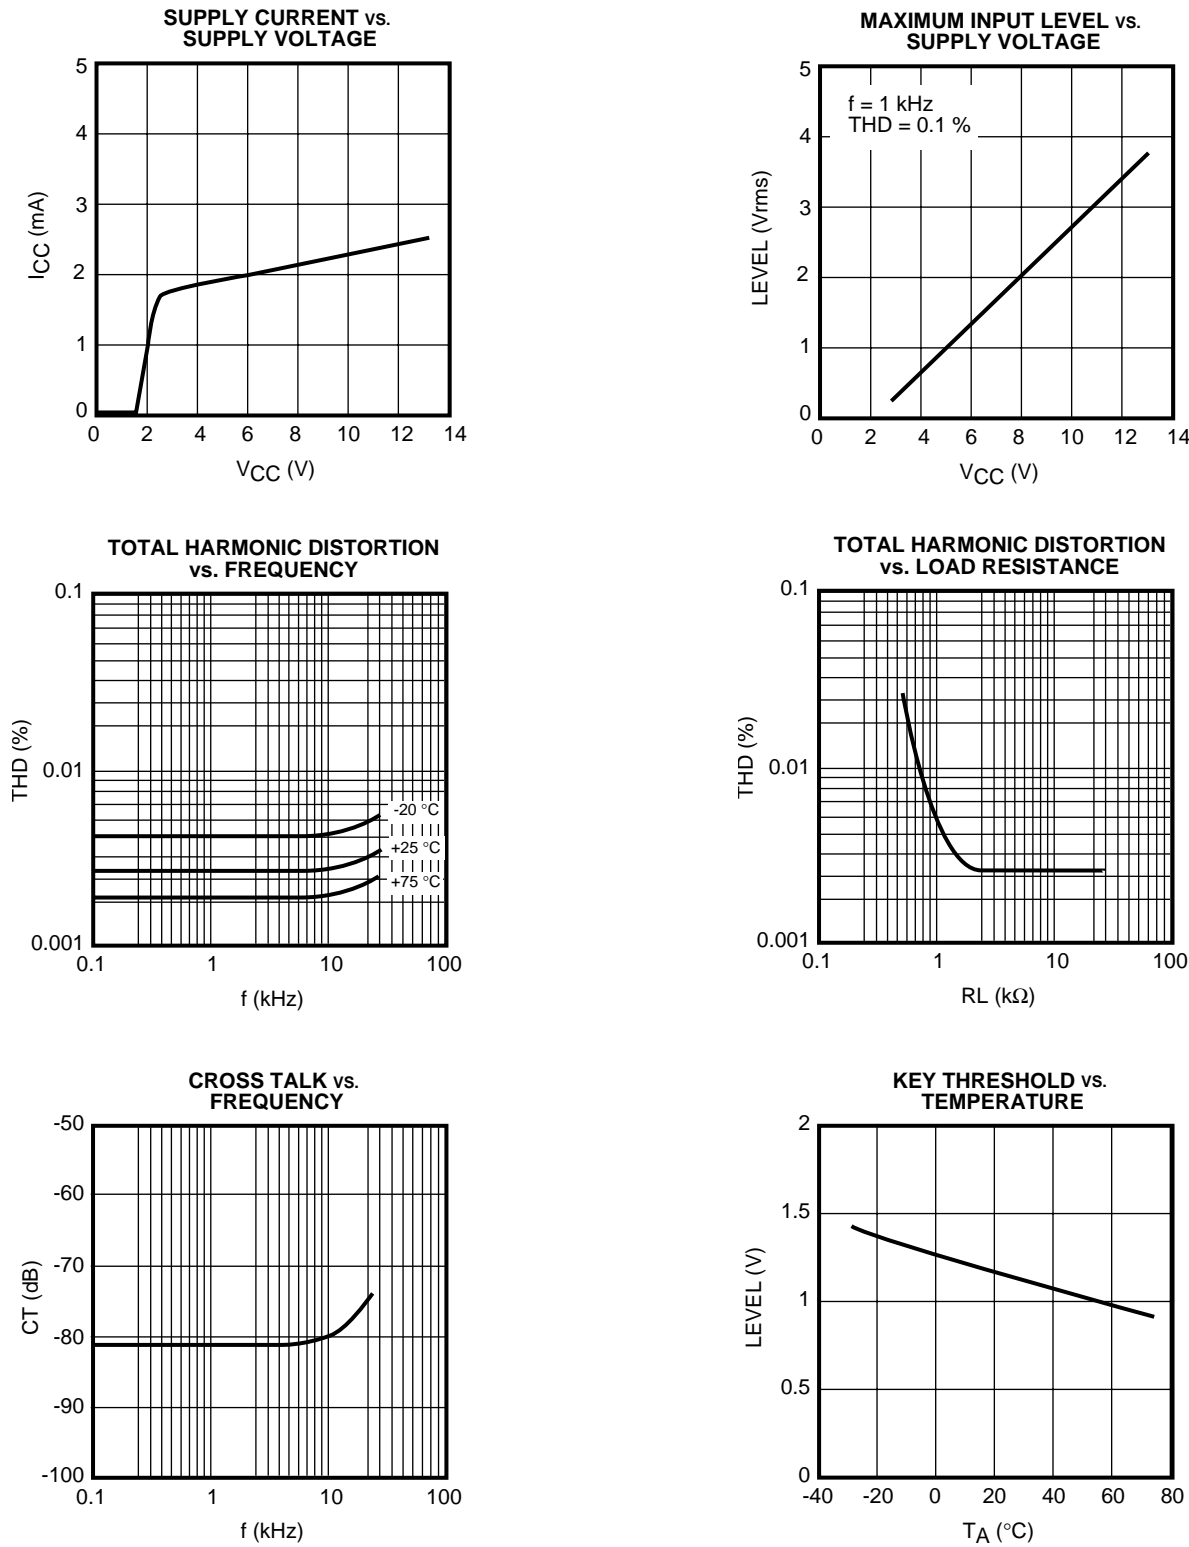 SUPPLY CURRENT vs.
SUPPLY VOLTAGE
5
4
3
2
1
0
ICC (mA)
0 2 4 6 8 10 12 14
VCC (V)
MAXIMUM INPUT LEVEL vs.
SUPPLY VOLTAGE
f = 1 kHz
THD = 0.1 %
5
4
3
2
1
0
LEVEL (Vrms)
0 2 4 6 8 10 12 14
VCC (V)
TOTAL HARMONIC DISTORTION
vs. FREQUENCY
0.1
0.01
0.001
THD (%)
-20 °C
+25 °C
+75 °C
0.1 1 10 100
f (kHz)
TOTAL HARMONIC DISTORTION
vs. LOAD RESISTANCE
0.1
0.01
0.001
THD (%)
0.1 1 10 100
RL (kΩ)
CROSS TALK vs.
FREQUENCY
-50
-60
-70
-80
-90
-100
CT (dB)
0.1 1 10 100
f (kHz)
KEY THRESHOLD vs.
TEMPERATURE
2
1.5
1
0.5
0
LEVEL (V)
-40 -20 0 20 40 60 80
TA (°C)